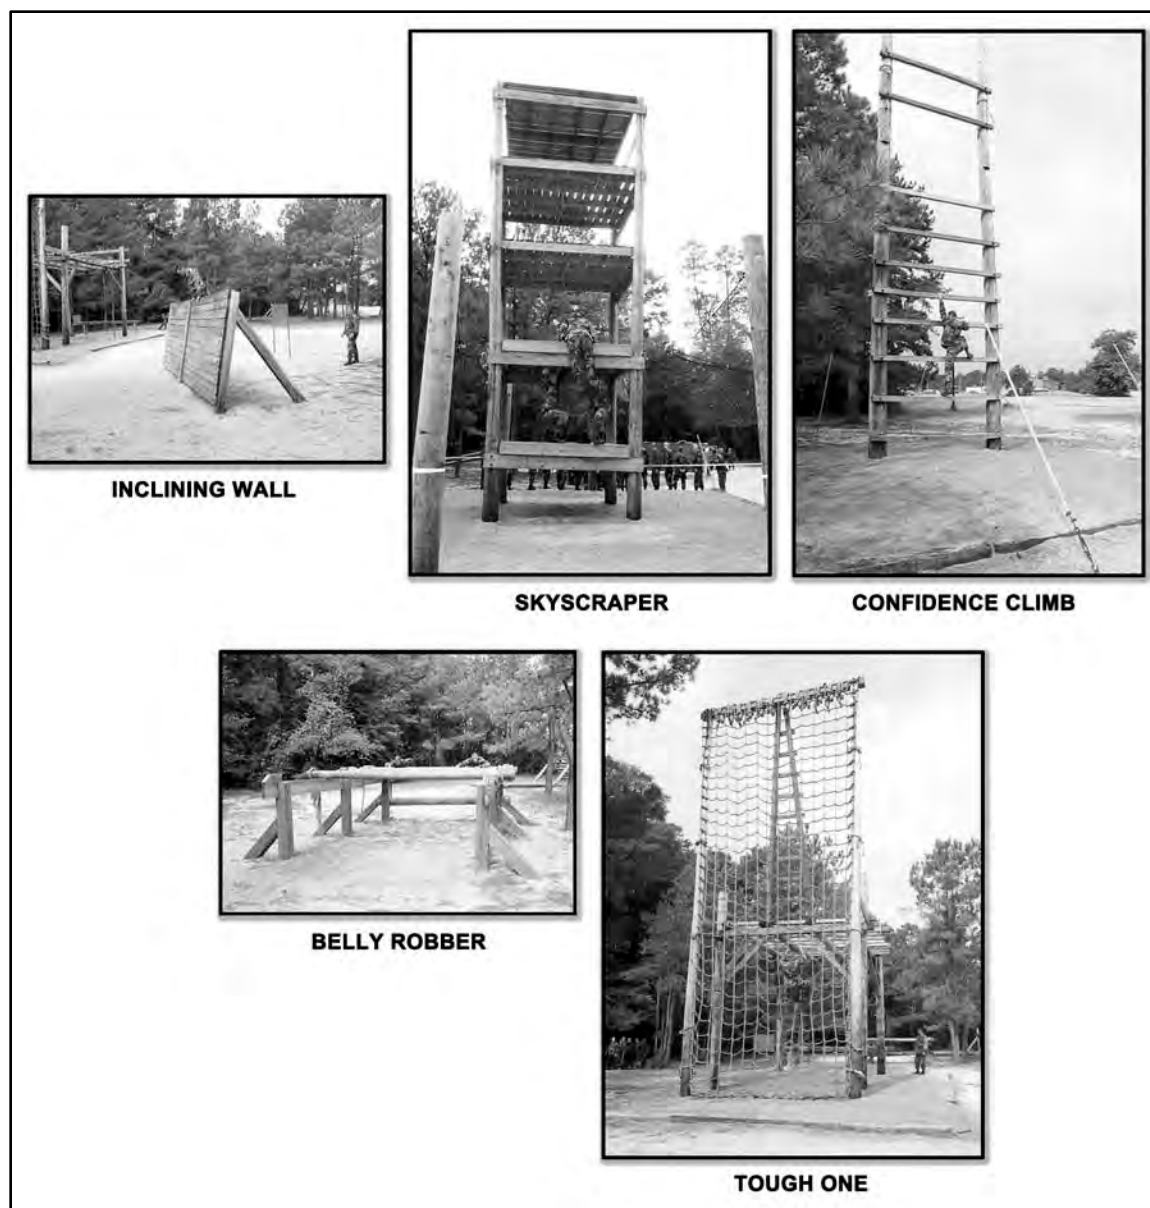 INCLINING WALL
SKYSCRAPER
CONFIDENCE CLIMB
BELLY ROBBER
TOUGH ONE